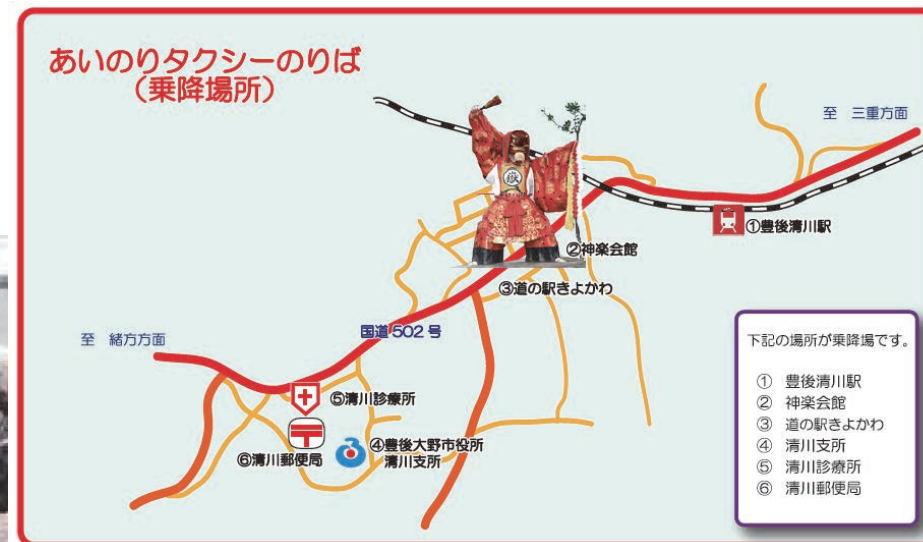 あいのりタクシーのりば
（乗降場所）
至　三重方面
嶽
①豊後清川駅
②神楽会館
③道の駅きよかわ
国道502号
至　緒方方面
⑤清川診療所
⑥清川郵便局
④豊後大野市役所
清川支所
下記の場所が乗降場です。
①　豊後清川駅
②　神楽会館
③　道の駅きよかわ
④　清川支所
⑤　清川診療所
⑥　清川郵便局